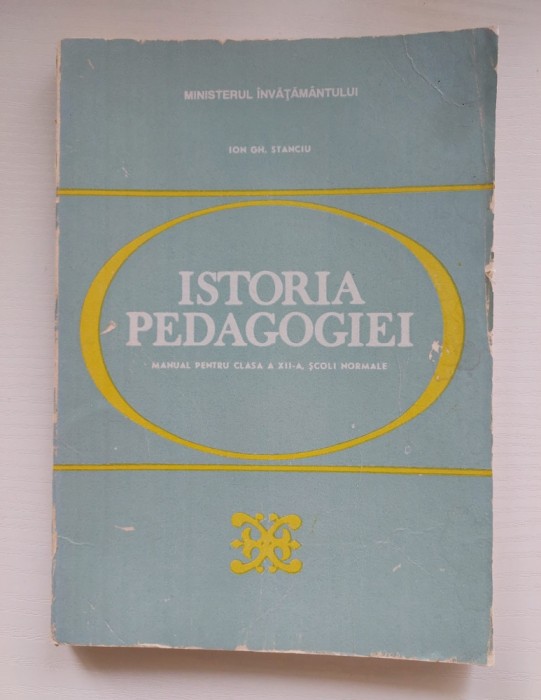 MINISTERUL ÎNVĂŢĂMÂNTULUI
ION GH. STANCIU
ISTORIA
PEDAGOGIEI
MANUAL PENTRU CLASA A XII-A, ŞCOLI NORMALE